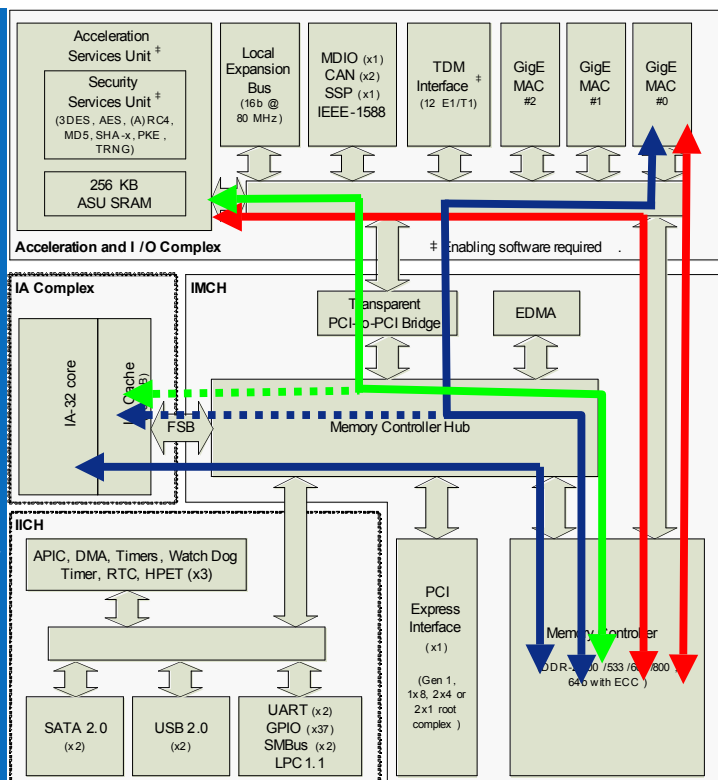 Acceleration
Services Unit ‡
Security
Services Unit ‡
(3DES, AES, (A)RC4,
MD5, SHA-x, PKE,
TRNG)
256 KB
ASU SRAM
Local
Expansion
Bus
(16b @
80 MHz)
MDIO (x1)
CAN (x2)
SSP (x1)
IEEE-1588
TDM
Interface ‡
(12 E1/T1)
GigE
MAC
#2
GigE
MAC
#1
GigE
MAC
#0
Acceleration and I/O Complex
‡ Enabling software required .
IA Complex
IA-32 core
IMCH
Transparent
PCI-to-PCI Bridge
EDMA
FSB
Memory Controller Hub
IICH
APIC, DMA, Timers, Watch Dog
Timer, RTC, HPET (x3)
SATA 2.0
(x2)
USB 2.0
(x2)
UART (x2)
GPIO (x37)
SMBus (x2)
LPC 1.1
PCI
Express
Interface
(x1)
(Gen 1,
1x8, 2x4 or
2x1 root
complex)
Memory Controller
/533 /800
64b with ECC)